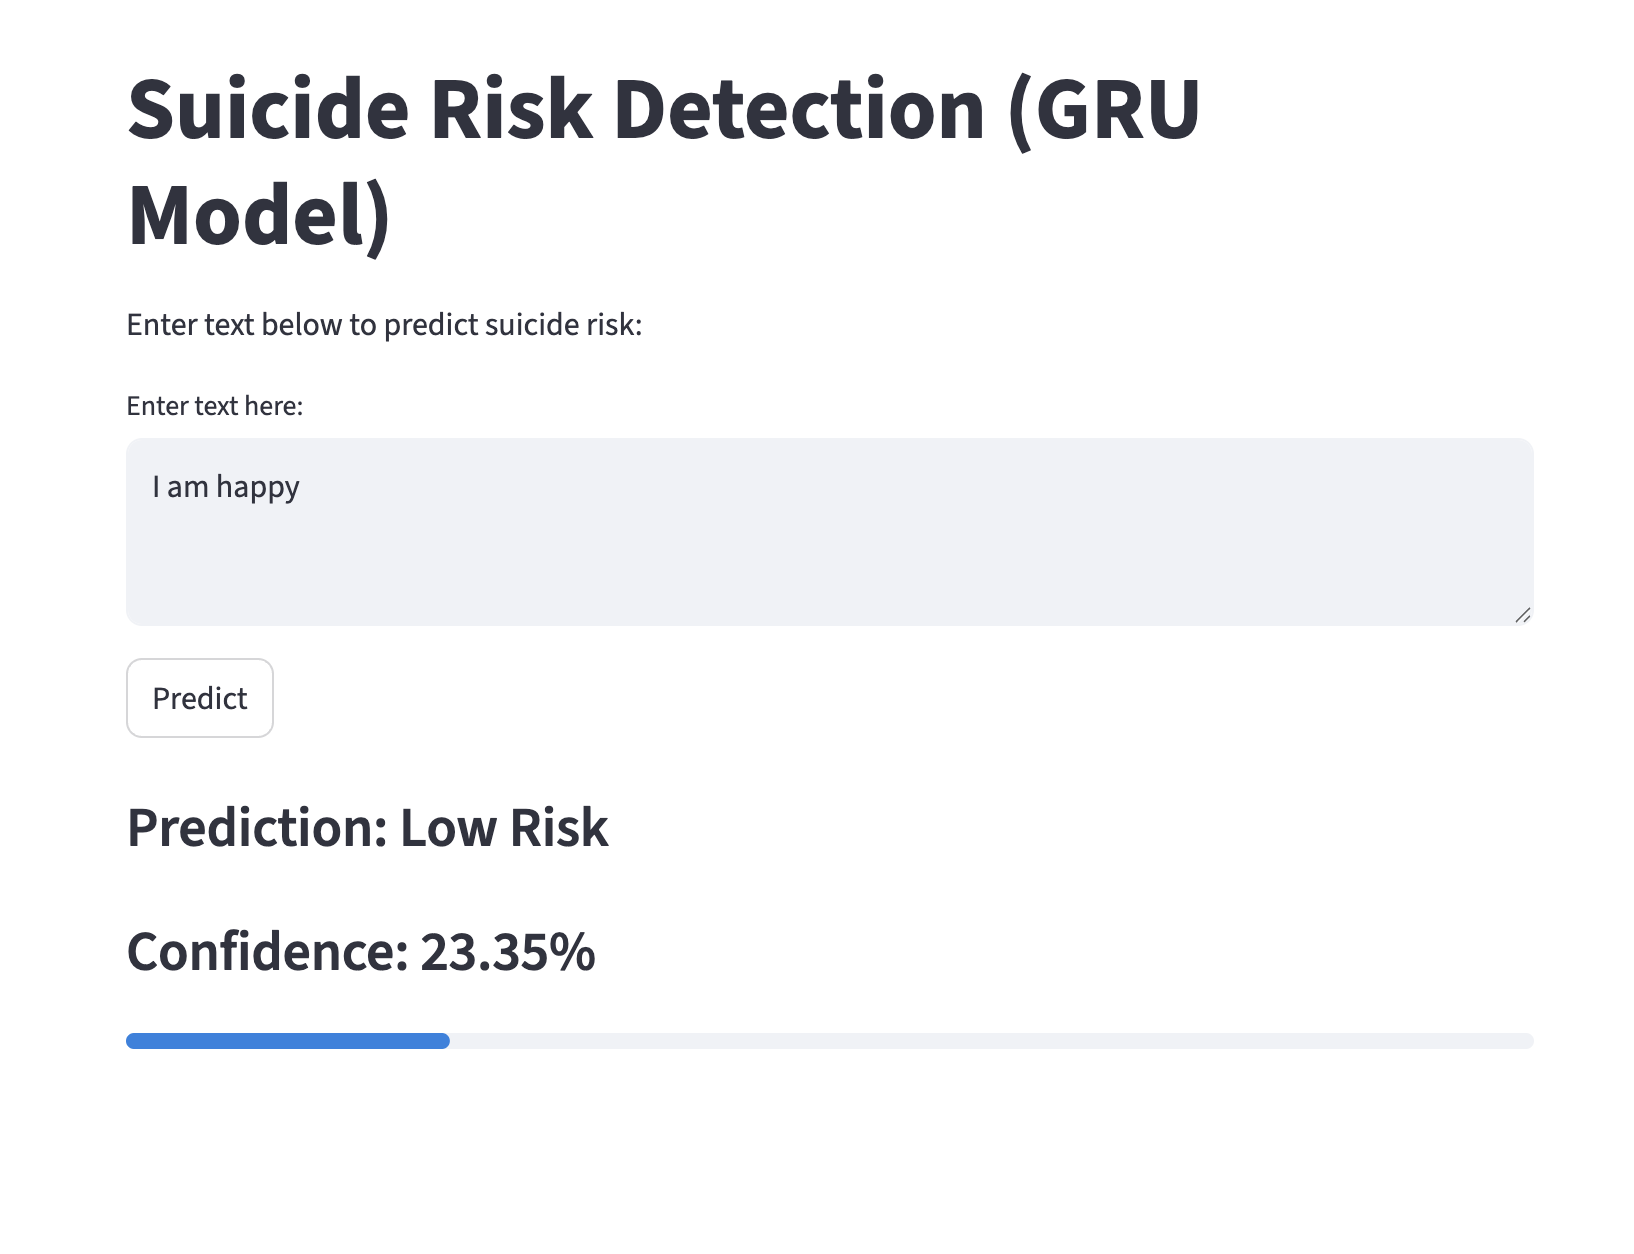 Suicide Risk Detection (GRU
Model)
Enter text below to predict suicide risk:
Enter text here:
I am happy
Predict
Prediction: Low Risk
Confidence: 23.35%